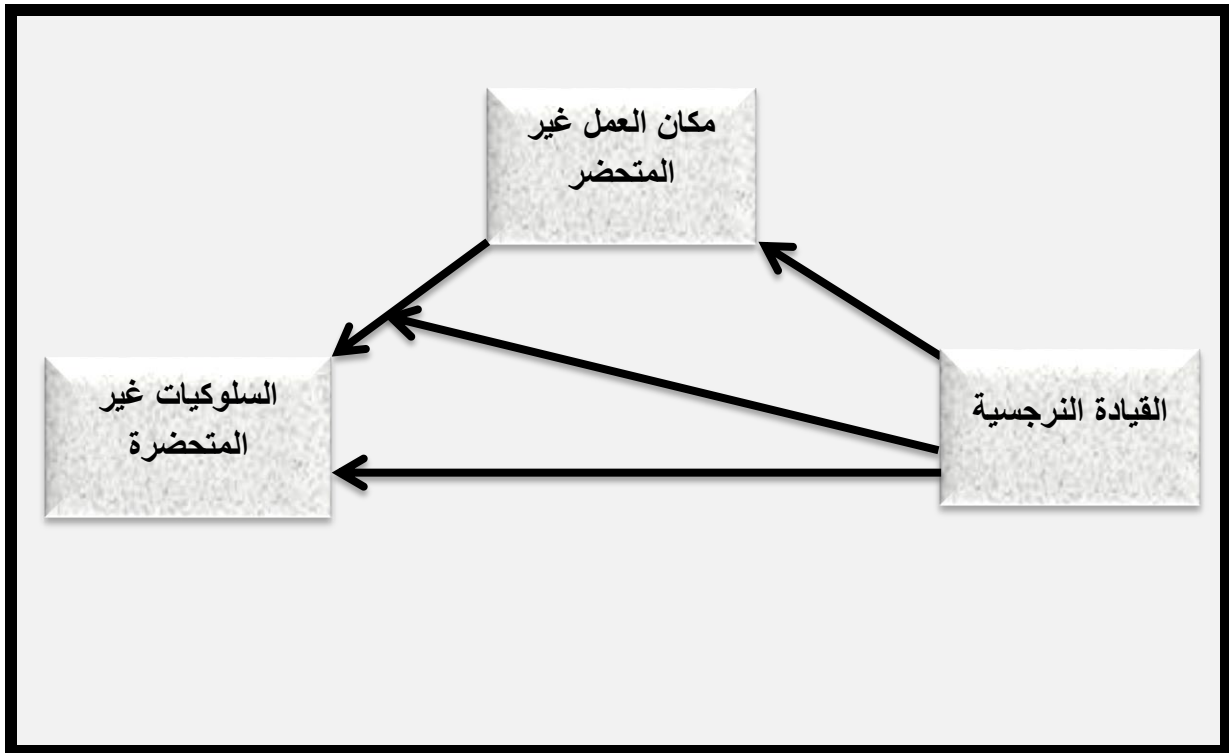 مكان العمل غير
المتحضر
القيادة النرجسية
السلوكيات غير
المتحضرة